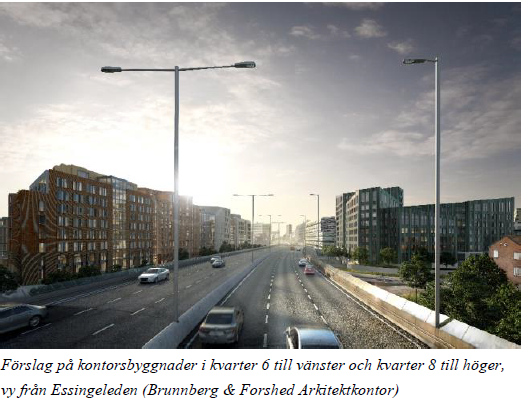 Förslag på kontorsbyggnader i kvarter 6 till vänster och kvarter 8 till höger,
vy från Essingeleden (Brunnberg & Forshed Arkitektkontor)